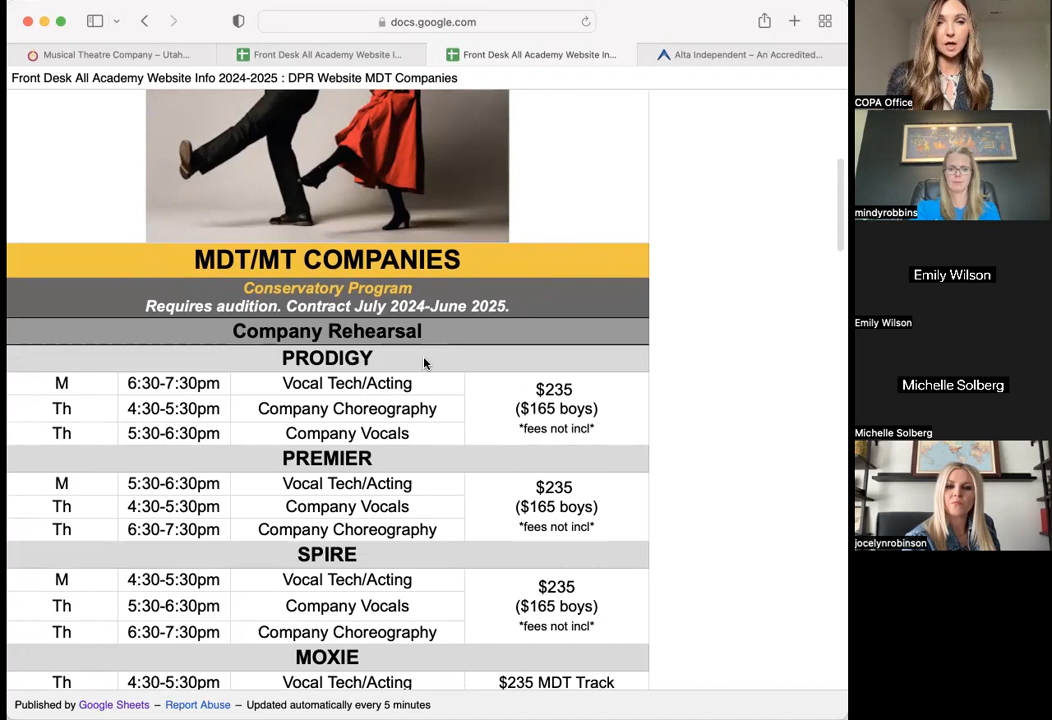 docs.google.com
Musical Theatre Company – Utah...
Front Desk All Academy Website I...
Front Desk All Academy Website In...
Alta Independent – An Accredited...
Front Desk All Academy Website Info 2024-2025 : DPR Website MDT Companies
MDT/MT COMPANIES
Conservatory Program
Requires audition. Contract July 2024-June 2025.
Company Rehearsal
PRODIGY
M 6:30-7:30pm Vocal Tech/Acting
Th 4:30-5:30pm Company Choreography
Th 5:30-6:30pm Company Vocals
$235
($165 boys)
*fees not incl*
PREMIER
M 5:30-6:30pm Vocal Tech/Acting
Th 4:30-5:30pm Company Vocals
Th 6:30-7:30pm Company Choreography
$235
($165 boys)
*fees not incl*
SPIRE
M 4:30-5:30pm Vocal Tech/Acting
Th 5:30-6:30pm Company Vocals
Th 6:30-7:30pm Company Choreography
$235
($165 boys)
*fees not incl*
MOXIE
Th 4:30-5:30pm Vocal Tech/Acting $235 MDT Track
Published by Google Sheets – Report Abuse – Updated automatically every 5 minutes
COPA Office
mindyrobbins
Emily Wilson
Emily Wilson
Michelle Solberg
Michelle Solberg
jocelynrobinson